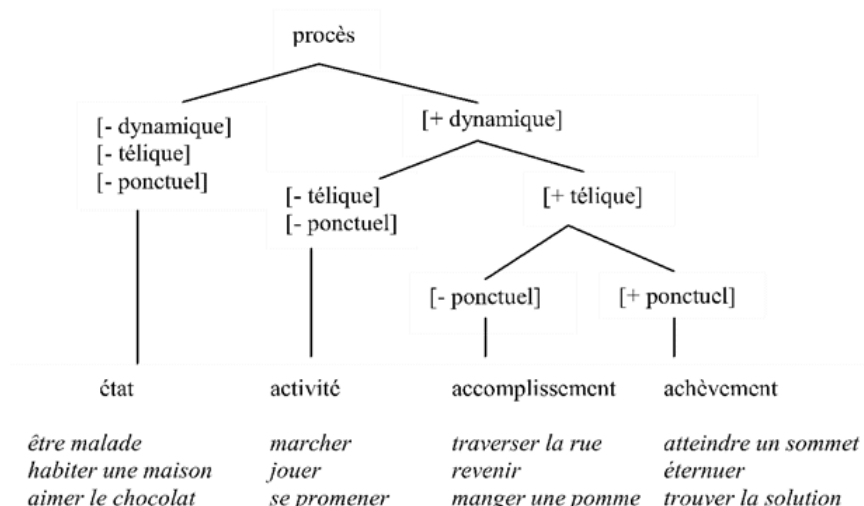 procès
[- dynamique]
[- télique]
[- ponctuel]
[+ dynamique]
[- télique]
[- ponctuel]
[+ télique]
[- ponctuel]
[+ ponctuel]
état
activité
accomplissement
achèvement
être malade
habiter une maison
aimer le chocolat
marcher
jouer
se promener
traverser la rue
revenir
manger une pomme
atteindre un sommet
éternuer
trouver la solution